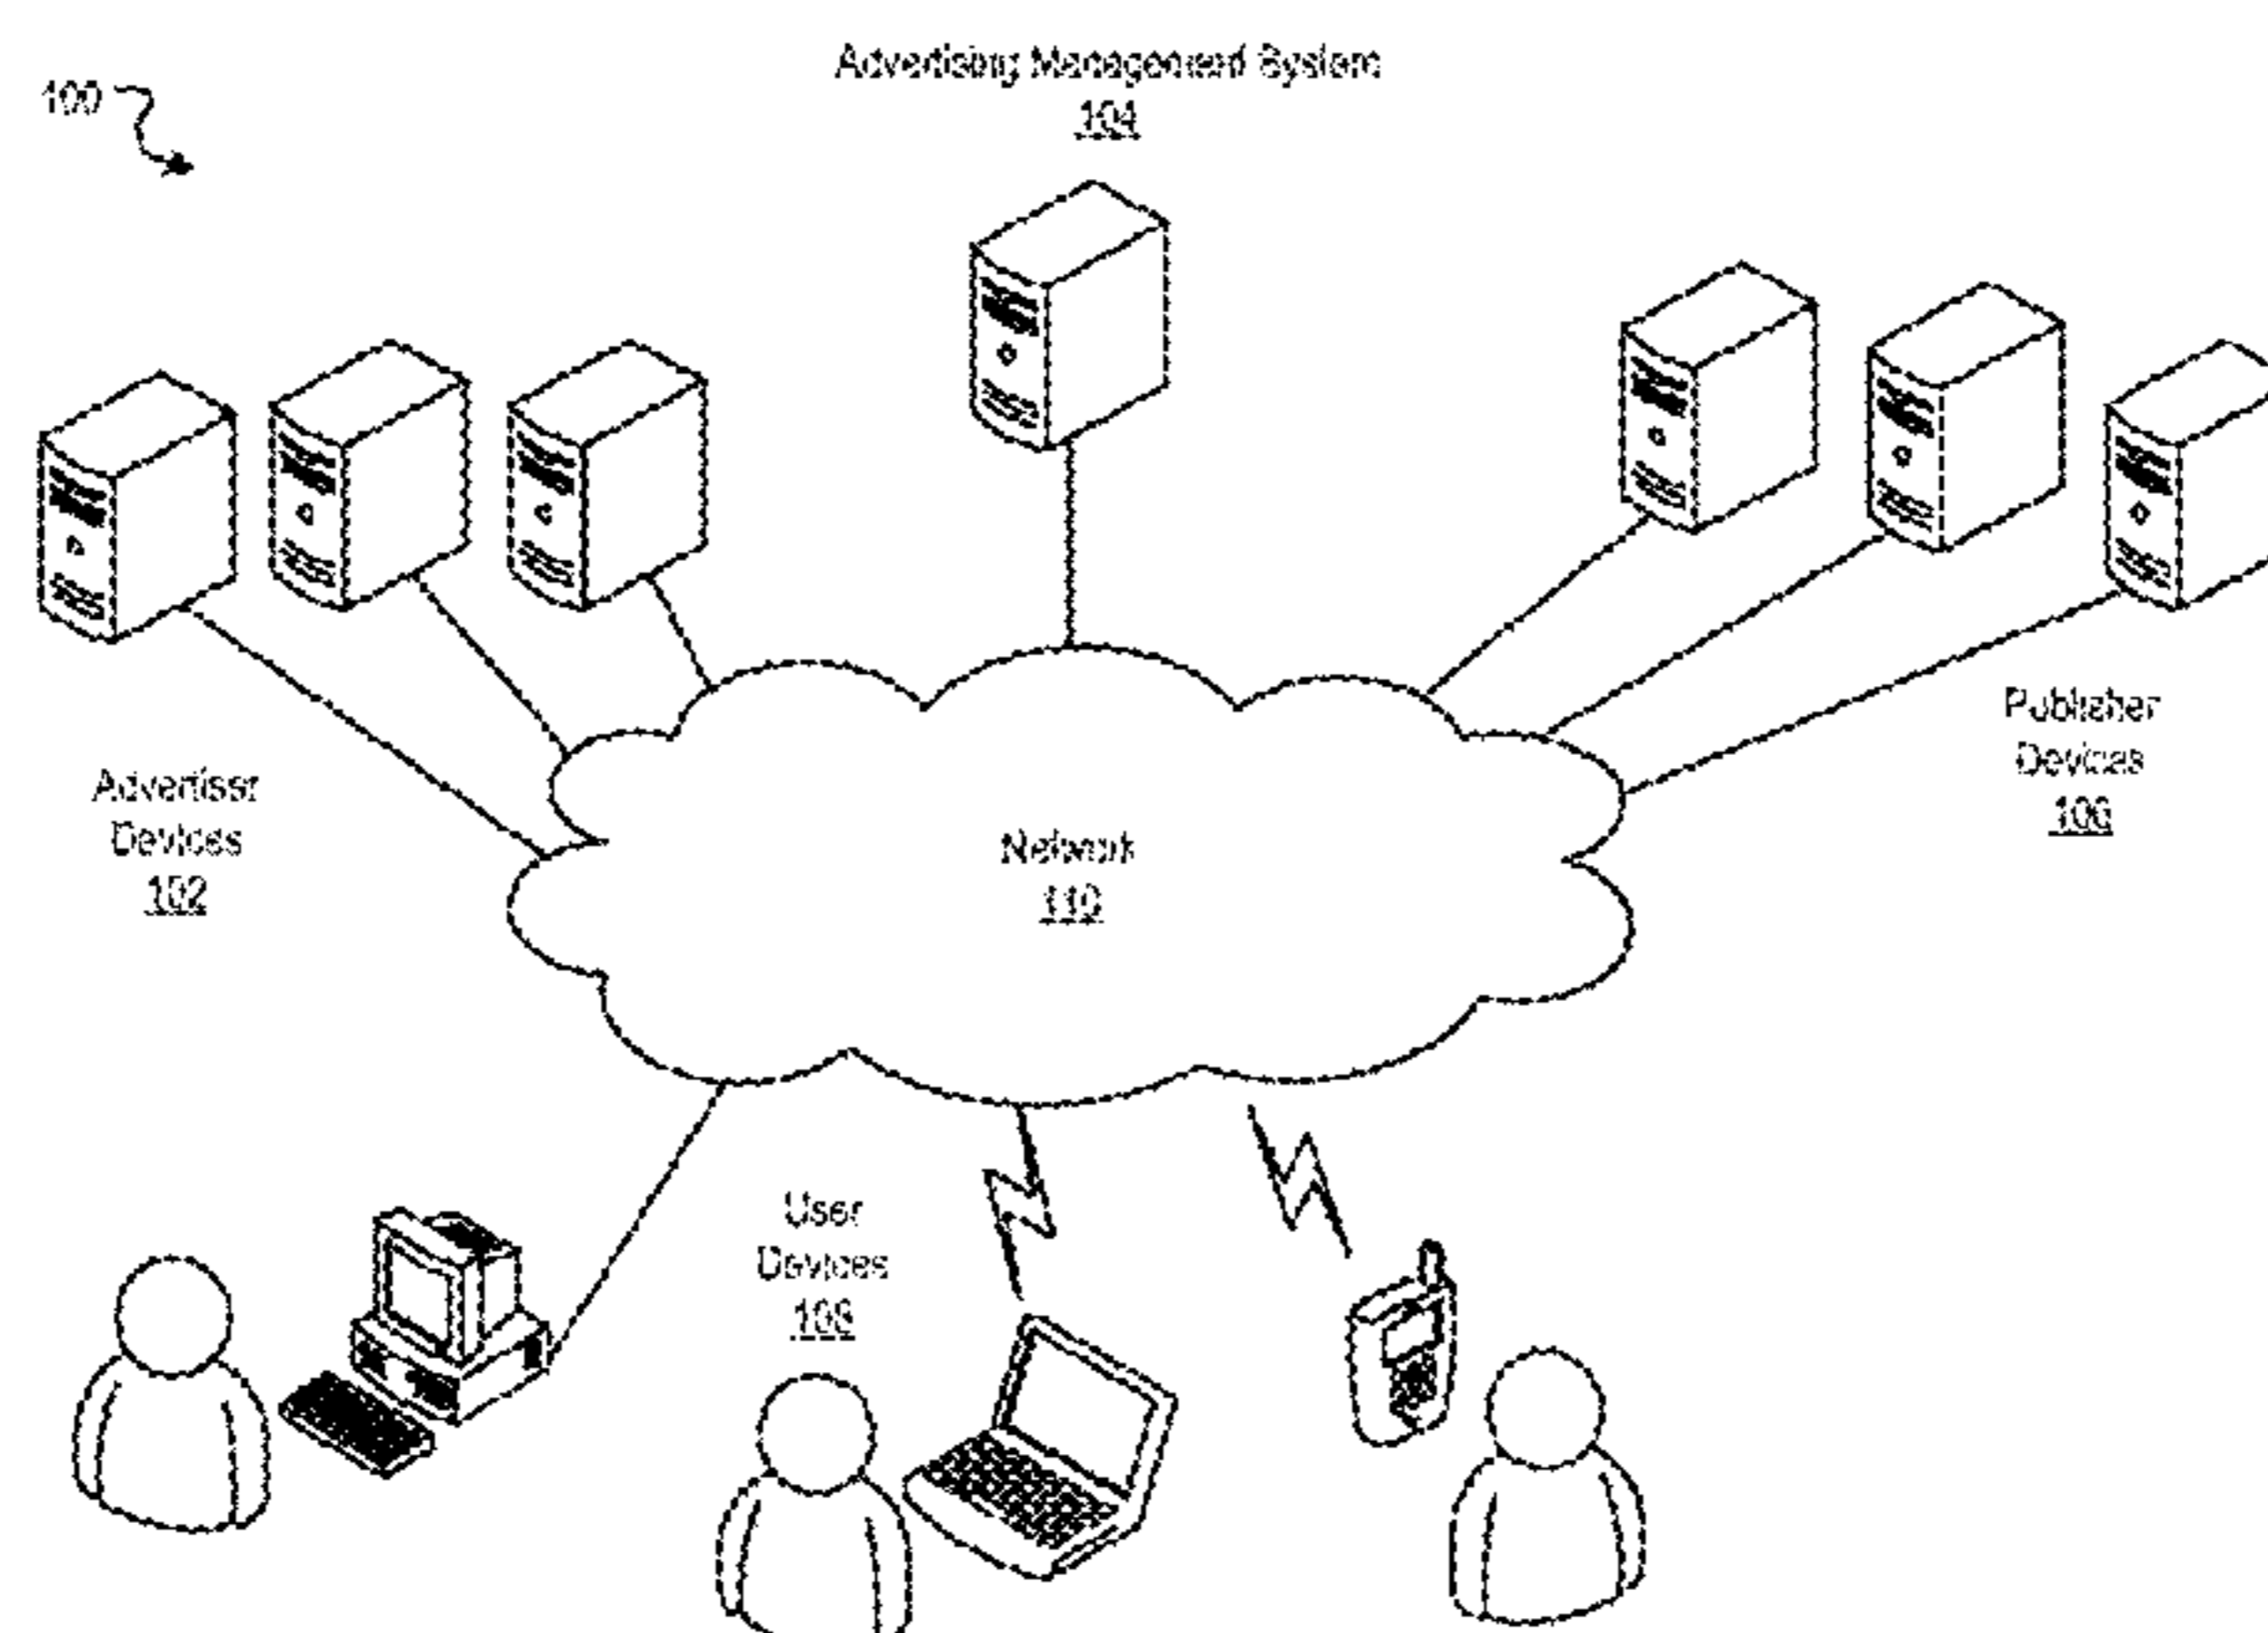 100
Advertising Management System
104
Publisher
Devices
106
Advertiser
Devices
102
Network
110
User
Devices
108